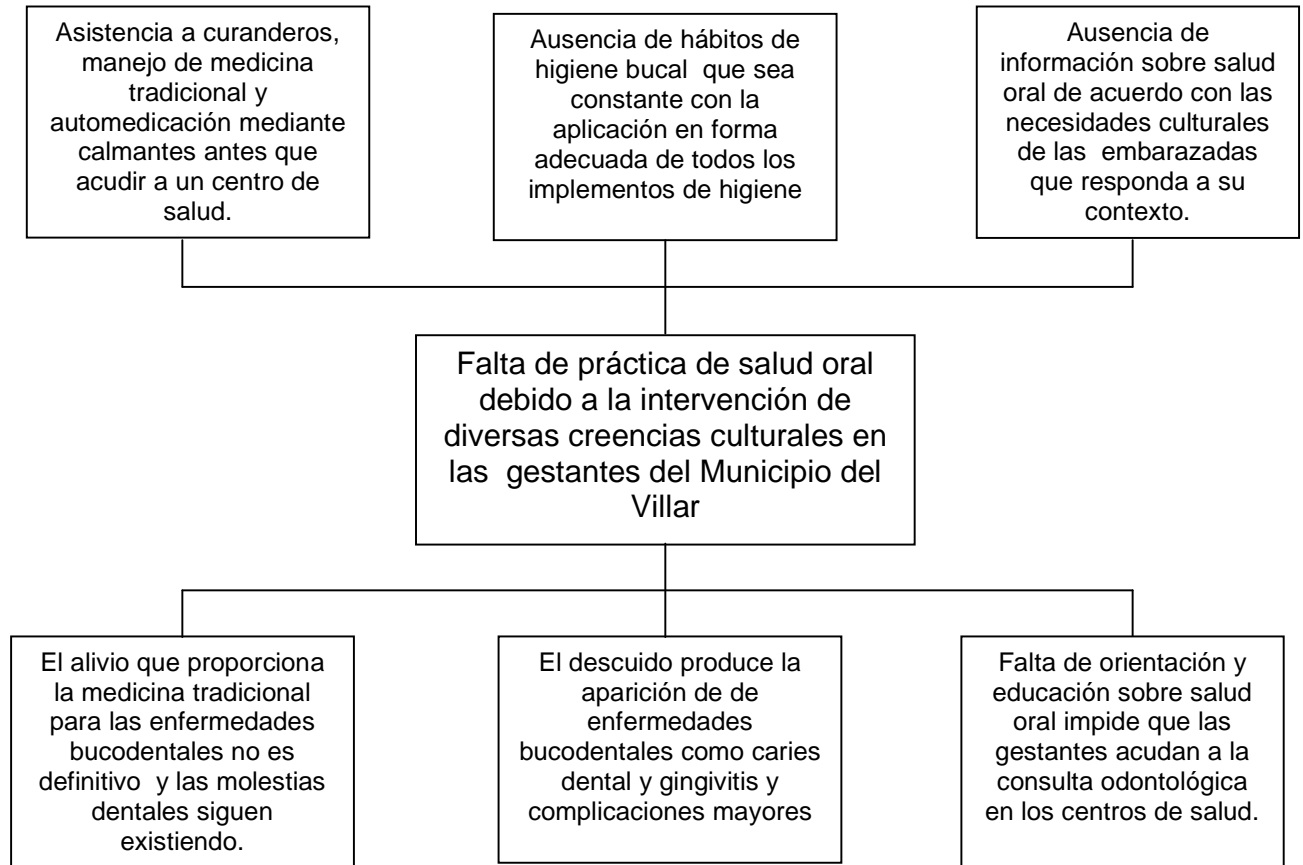 Asistencia a curanderos,
manejo de medicina
tradicional y
automedicación mediante
calmantes antes que
acudir a un centro de
salud.
Ausencia de hábitos de
higiene bucal  que sea
constante con la
aplicación en forma
adecuada de todos los
implementos de higiene
Ausencia de
información sobre salud
oral de acuerdo con las
necesidades culturales
de las  embarazadas
que responda a su
contexto.
Falta de práctica de salud oral
debido a la intervención de
diversas creencias culturales en
las  gestantes del Municipio del
Villar
El alivio que proporciona
la medicina tradicional
para las enfermedades
bucodentales no es
definitivo  y las molestias
dentales siguen
existiendo.
El descuido produce la
aparición de de
enfermedades
bucodentales como caries
dental y gingivitis y
complicaciones mayores
Falta de orientación y
educación sobre salud
oral impide que las
gestantes acudan a la
consulta odontológica
en los centros de salud.